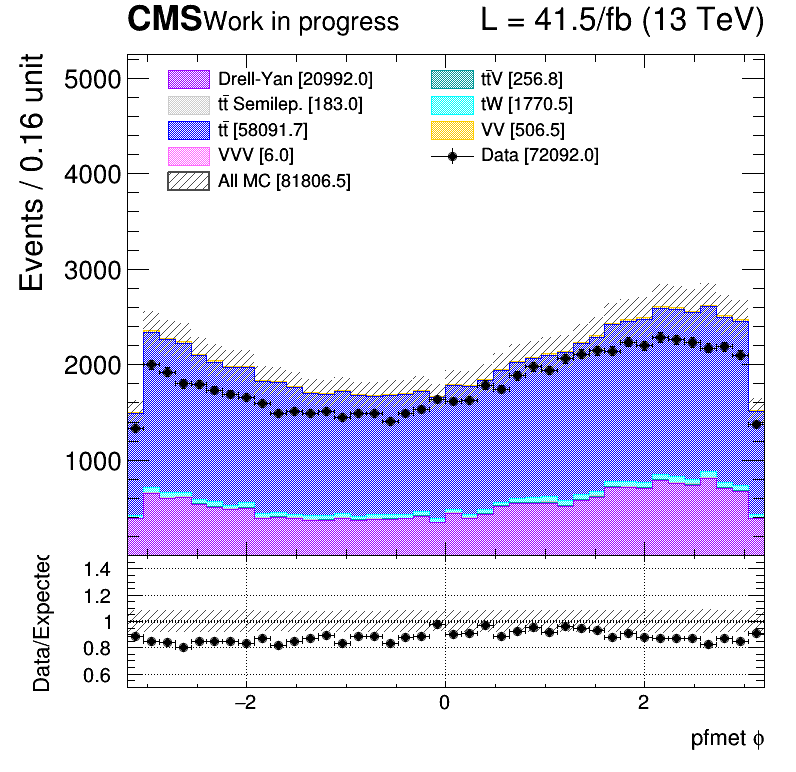 CMS Work in progress L = 41.5/fb (13 TeV)
Events / 0.16 unit
Drell-Yan [20992.0]
tt̄ Semilep. [183.0]
tt̄ [58091.7]
VVV [6.0]
All MC [81806.5]
tt̄V [256.8]
tW [1770.5]
VV [506.5]
Data [72092.0]
5000
4000
3000
2000
1000
Data/Expected
1.4
1.2
1
0.8
0.6
−2 0 2
pfmet ϕ